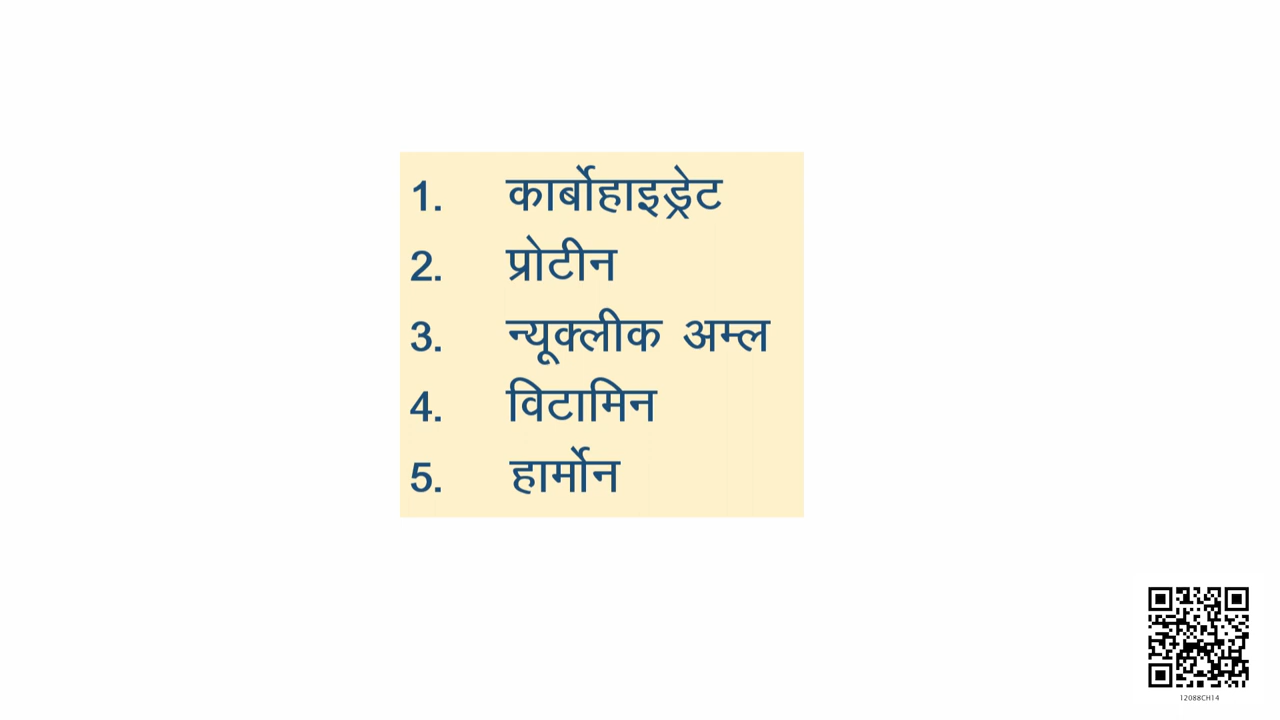 1. कार्बोहाइड्रेट
2. प्रोटीन
3. न्यूक्लीक अम्ल
4. विटामिन
5. हार्मोन
12088CH14